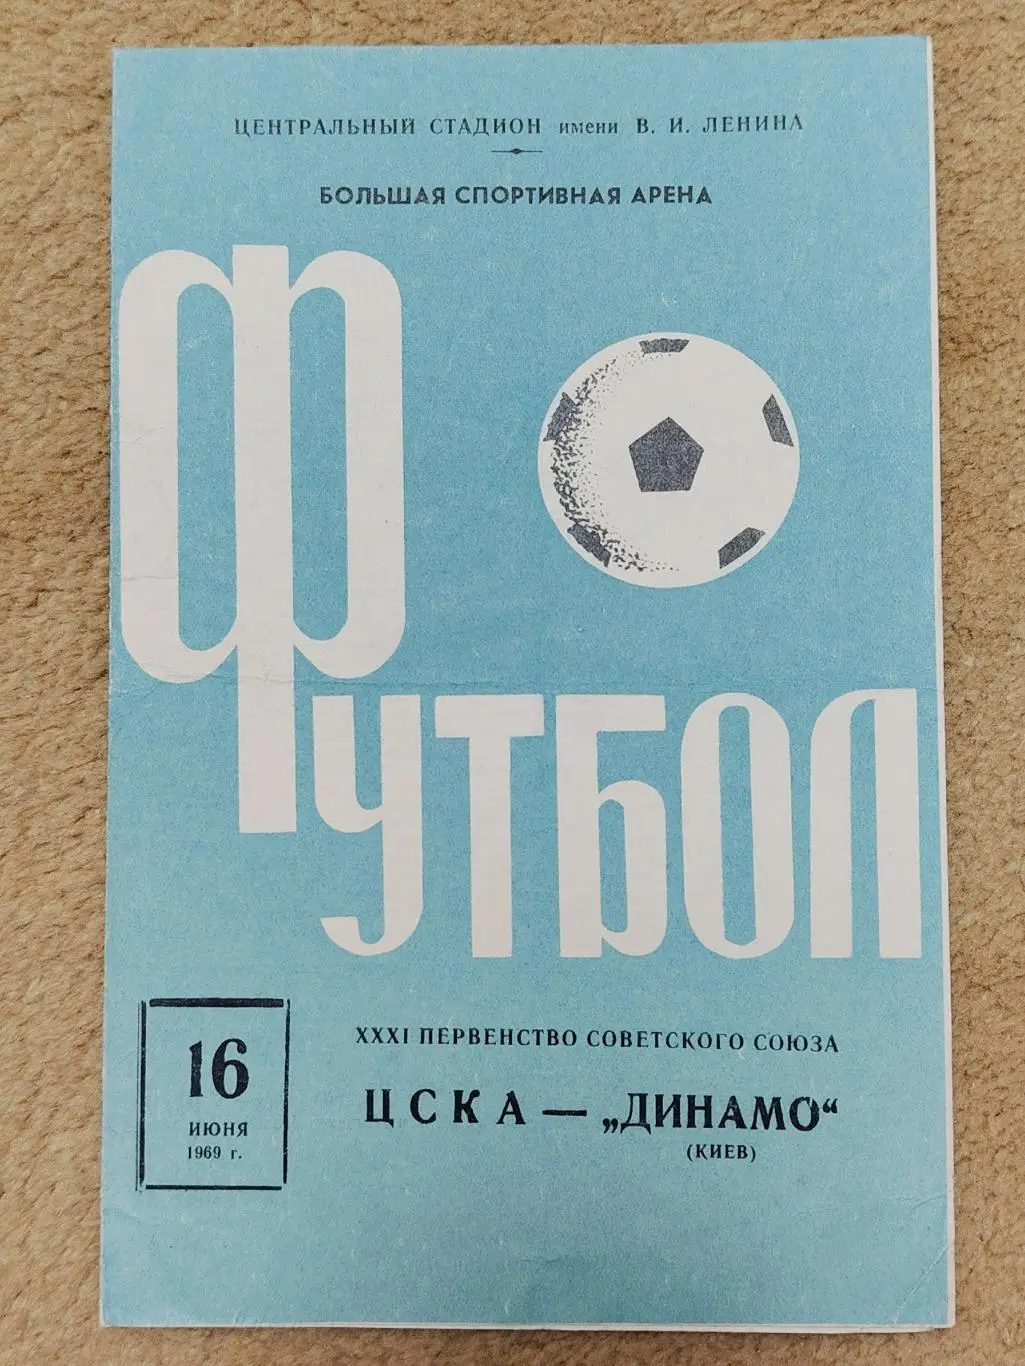 ЦЕНТРАЛЬНЫЙ СТАДИОН имени В. И. ЛЕНИНА
БОЛЬШАЯ СПОРТИВНАЯ АРЕНА
ФУТБОЛ
16
ИЮНЯ
1969 г.
XXXI ПЕРВЕНСТВО СОВЕТСКОГО СОЮЗА
ЦСКА — „ДИНАМО“
(КИЕВ)